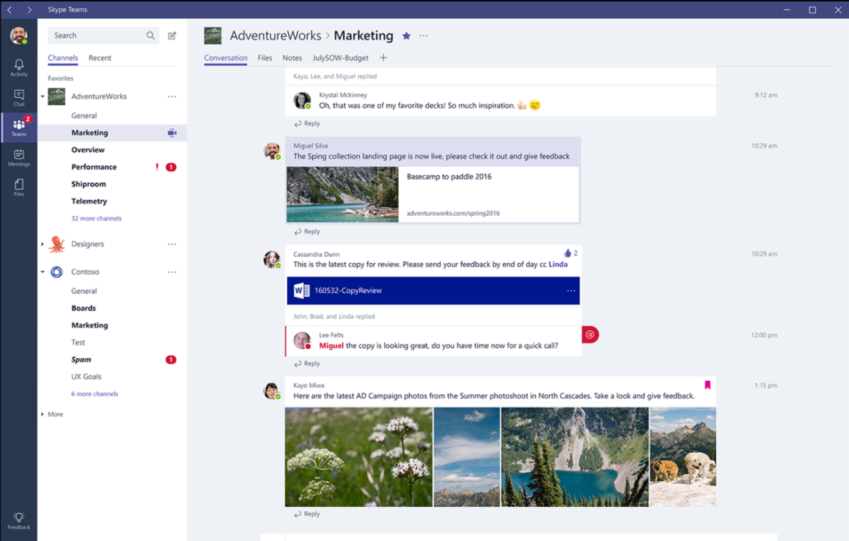 Skype Teams
Activity
Chat
2
Teams
Meetings
Files
Feedback
Search
Channels Recent
Favorites
AdventureWorks ...
General
Marketing
Overview
Performance ! 1
Shiproom
Telemetry
32 more channels
Designers ...
Contoso ...
General
Boards
Marketing
Test
Spam 1
UX Goals
6 more channels
More
AdventureWorks > Marketing ...
Conversation Files Notes JulySOW-Budget +
Kayo, Lee, and Miguel replied
Krystal Mckinney 9:12 am
Oh, that was one of my favorite decks! So much inspiration.
Reply
Miguel Silva 10:29 am
The Sping collection landing page is now live, please check it out and give feedback
Basecamp to paddle 2016
adventureworks.com/spring2016
Reply
Cassandra Dunn 2 10:29 am
This is the latest copy for review. Please send your feedback by end of day cc Linda
W 160532-CopyReview ...
John, Brad, and Linda replied
Lee Felts @ 12:00 pm
Miguel the copy is looking great, do you have time now for a quick call?
Reply
Kayo Miwa 1:15 pm
Here are the latest AD Campaign photos from the Summer photoshoot in North Cascades. Take a look and give feedback.
Reply